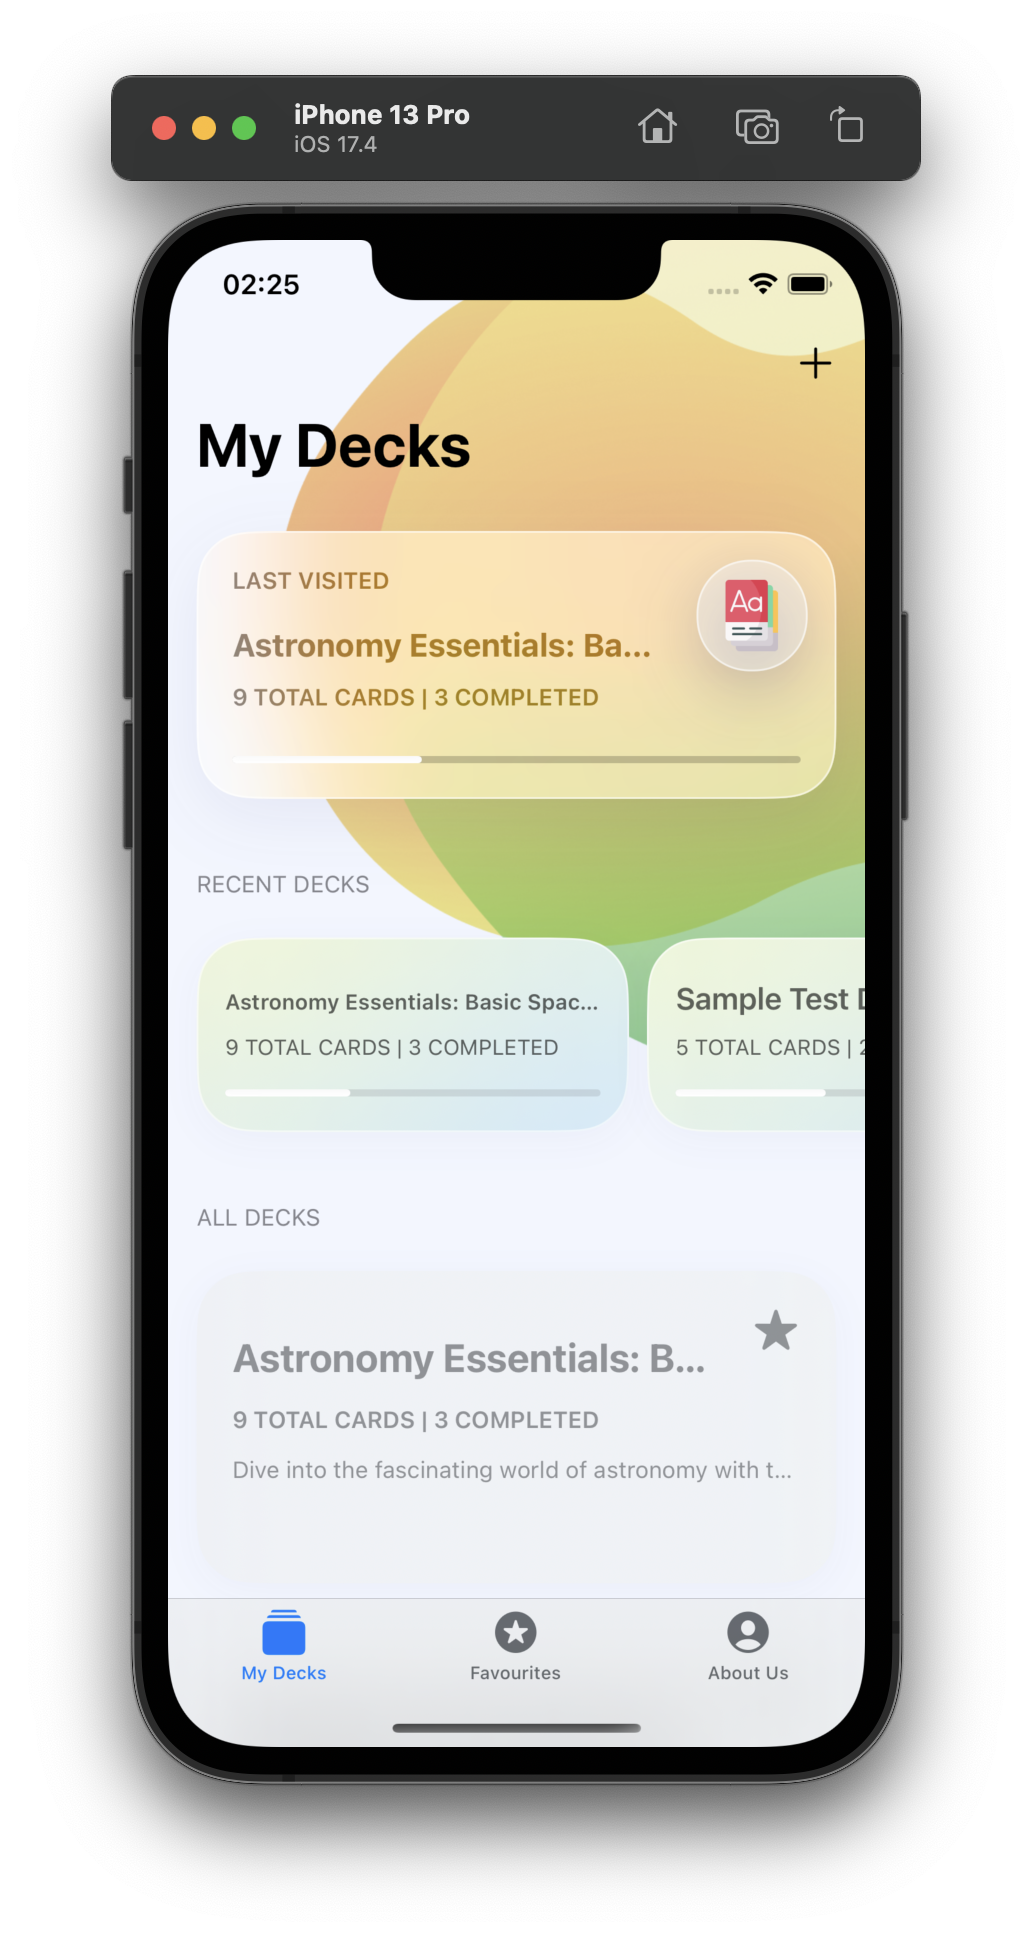 iPhone 13 Pro
iOS 17.4
02:25
My Decks
LAST VISITED
Astronomy Essentials: Ba...
Aa
9 TOTAL CARDS | 3 COMPLETED
RECENT DECKS
Astronomy Essentials: Basic Spac...
9 TOTAL CARDS | 3 COMPLETED
Sample Test
5 TOTAL CARDS |
ALL DECKS
Astronomy Essentials: B...
9 TOTAL CARDS | 3 COMPLETED
Dive into the fascinating world of astronomy with t...
My Decks
Favourites
About Us